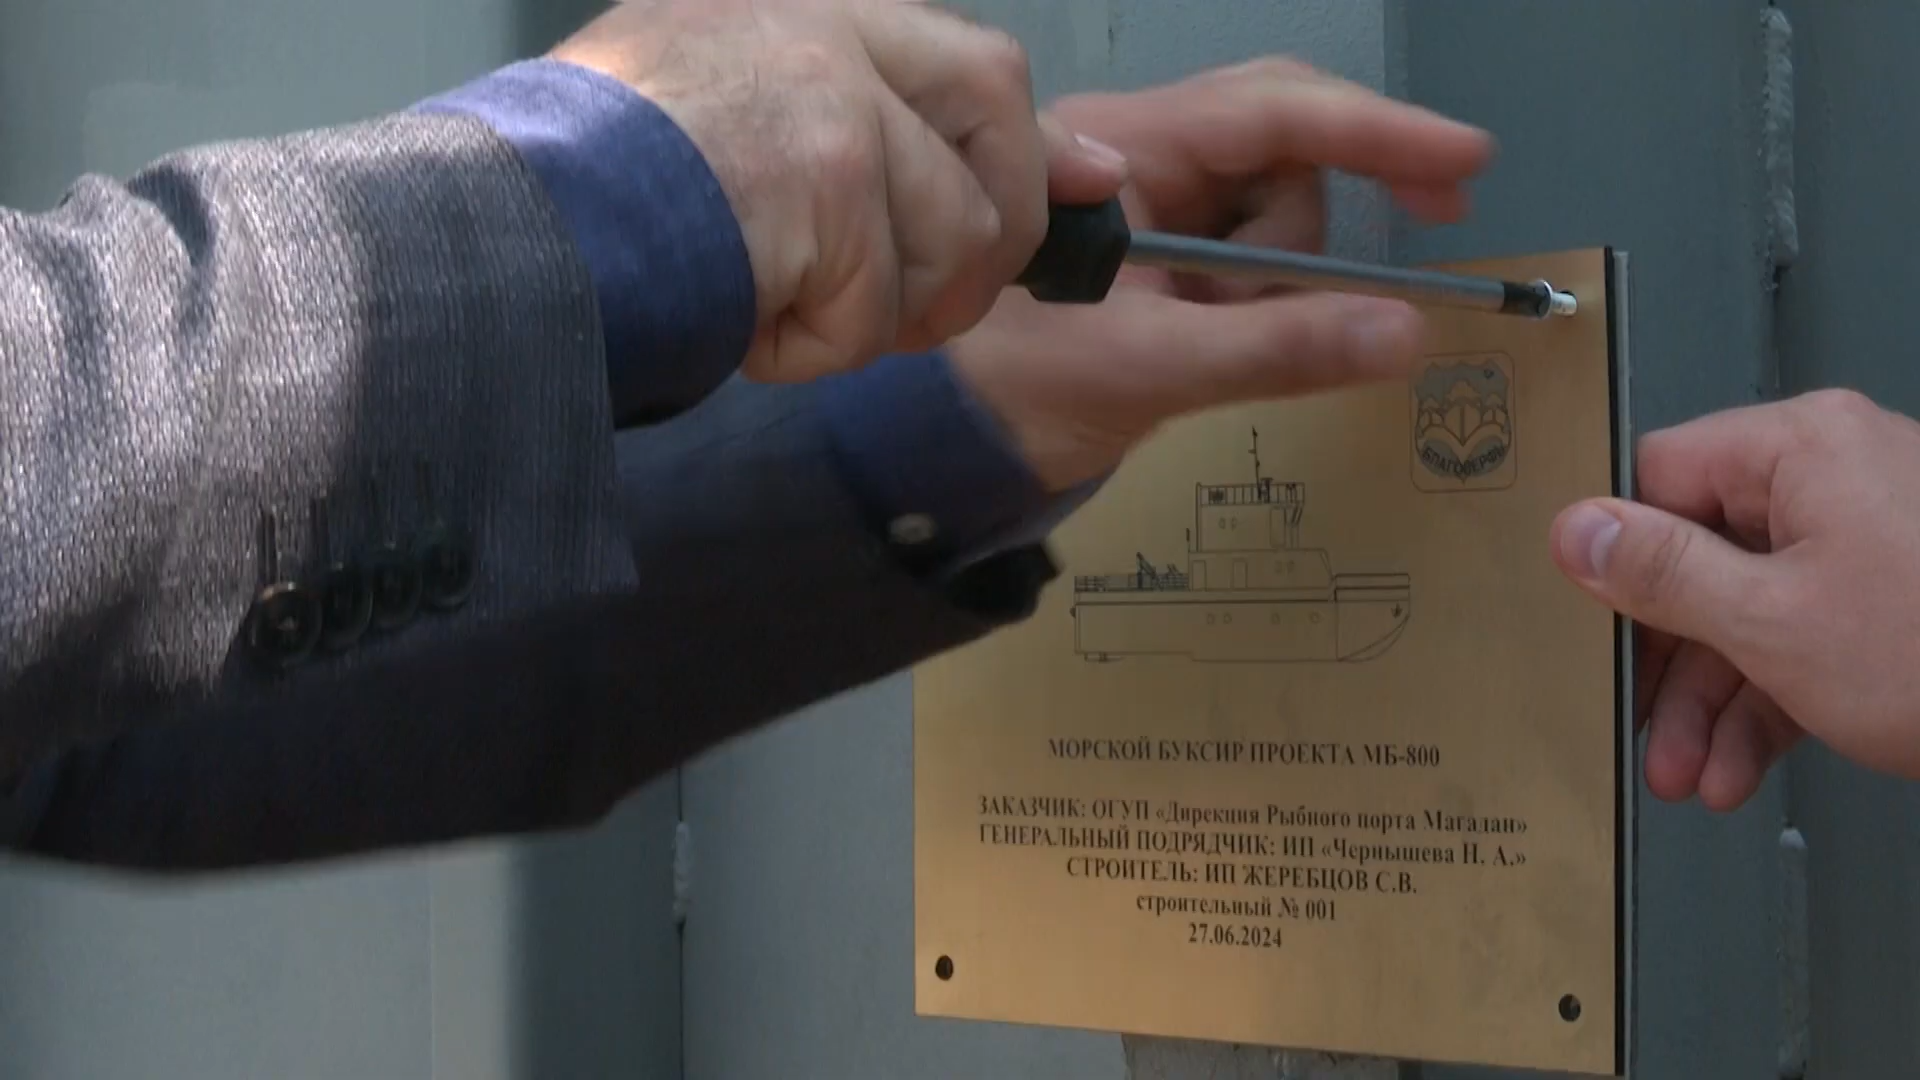 БЛАГОВЕРФЬ
МОРСКОЙ БУКСИР ПРОЕКТА МБ-800
ЗАКАЗЧИК: ОГУП «Дирекция Рыбного порта Магадан»
ГЕНЕРАЛЬНЫЙ ПОДРЯДЧИК: ИП «Чернышева Н. А.»
СТРОИТЕЛЬ: ИП ЖЕРЕБЦОВ С.В.
строительный № 001
27.06.2024